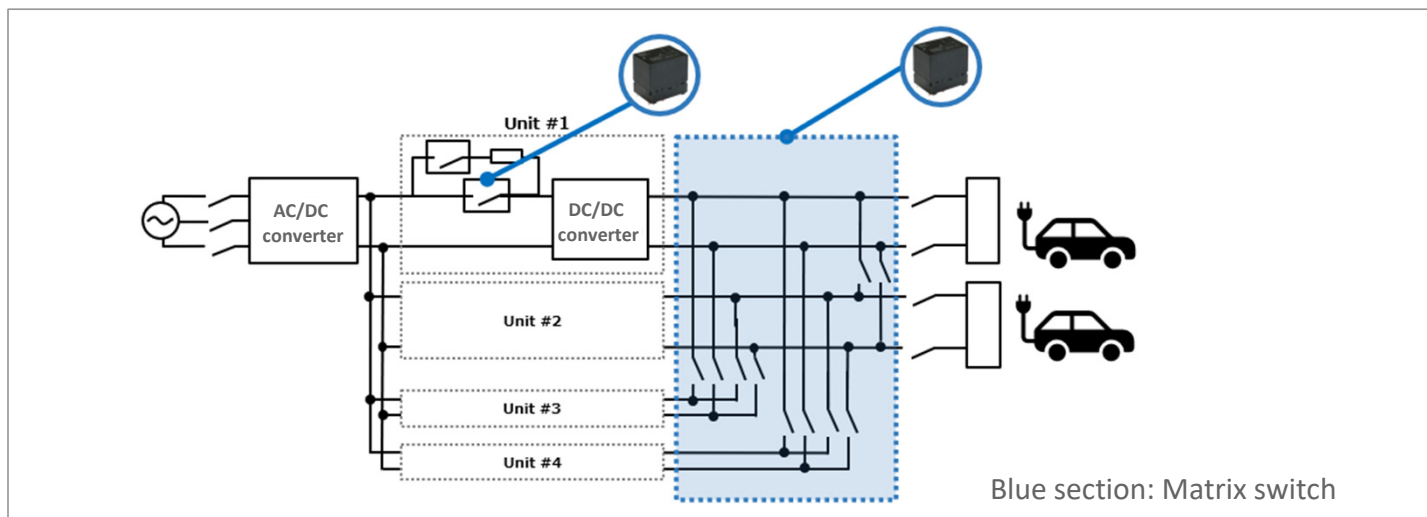 Unit #1
AC/DC
converter
DC/DC
converter
Unit #2
Unit #3
Unit #4
Blue section: Matrix switch